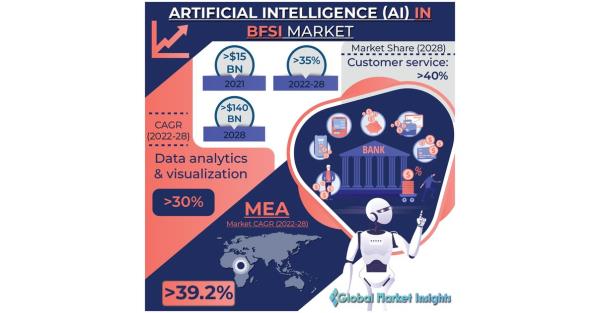 ARTIFICIAL INTELLIGENCE (AI) IN
BFSI MARKET
>$15
BN
2021
>35%
2022-28
Market Share (2028)
Customer service:
>40%
>$140
BN
2028
CAGR
(2022-28)
Data analytics
& visualization
>30%
BANK
$
%
MEA
Market CAGR (2022-28)
>39.2%
Global Market Insights